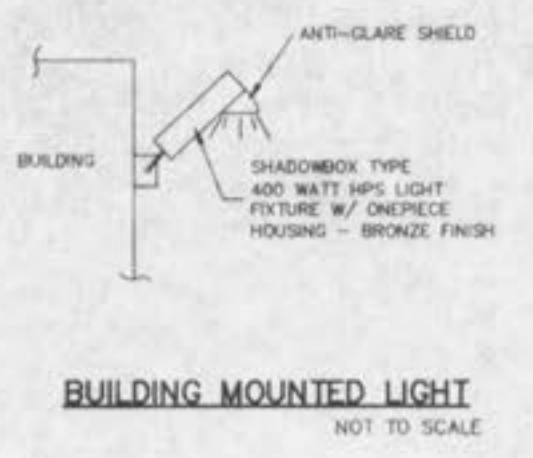 ANTI-GLARE SHIELD
BUILDING
SHADOWBOX TYPE
400 WATT HPS LIGHT
FIXTURE W/ ONEPIECE
HOUSING - BRONZE FINISH
BUILDING MOUNTED LIGHT
NOT TO SCALE